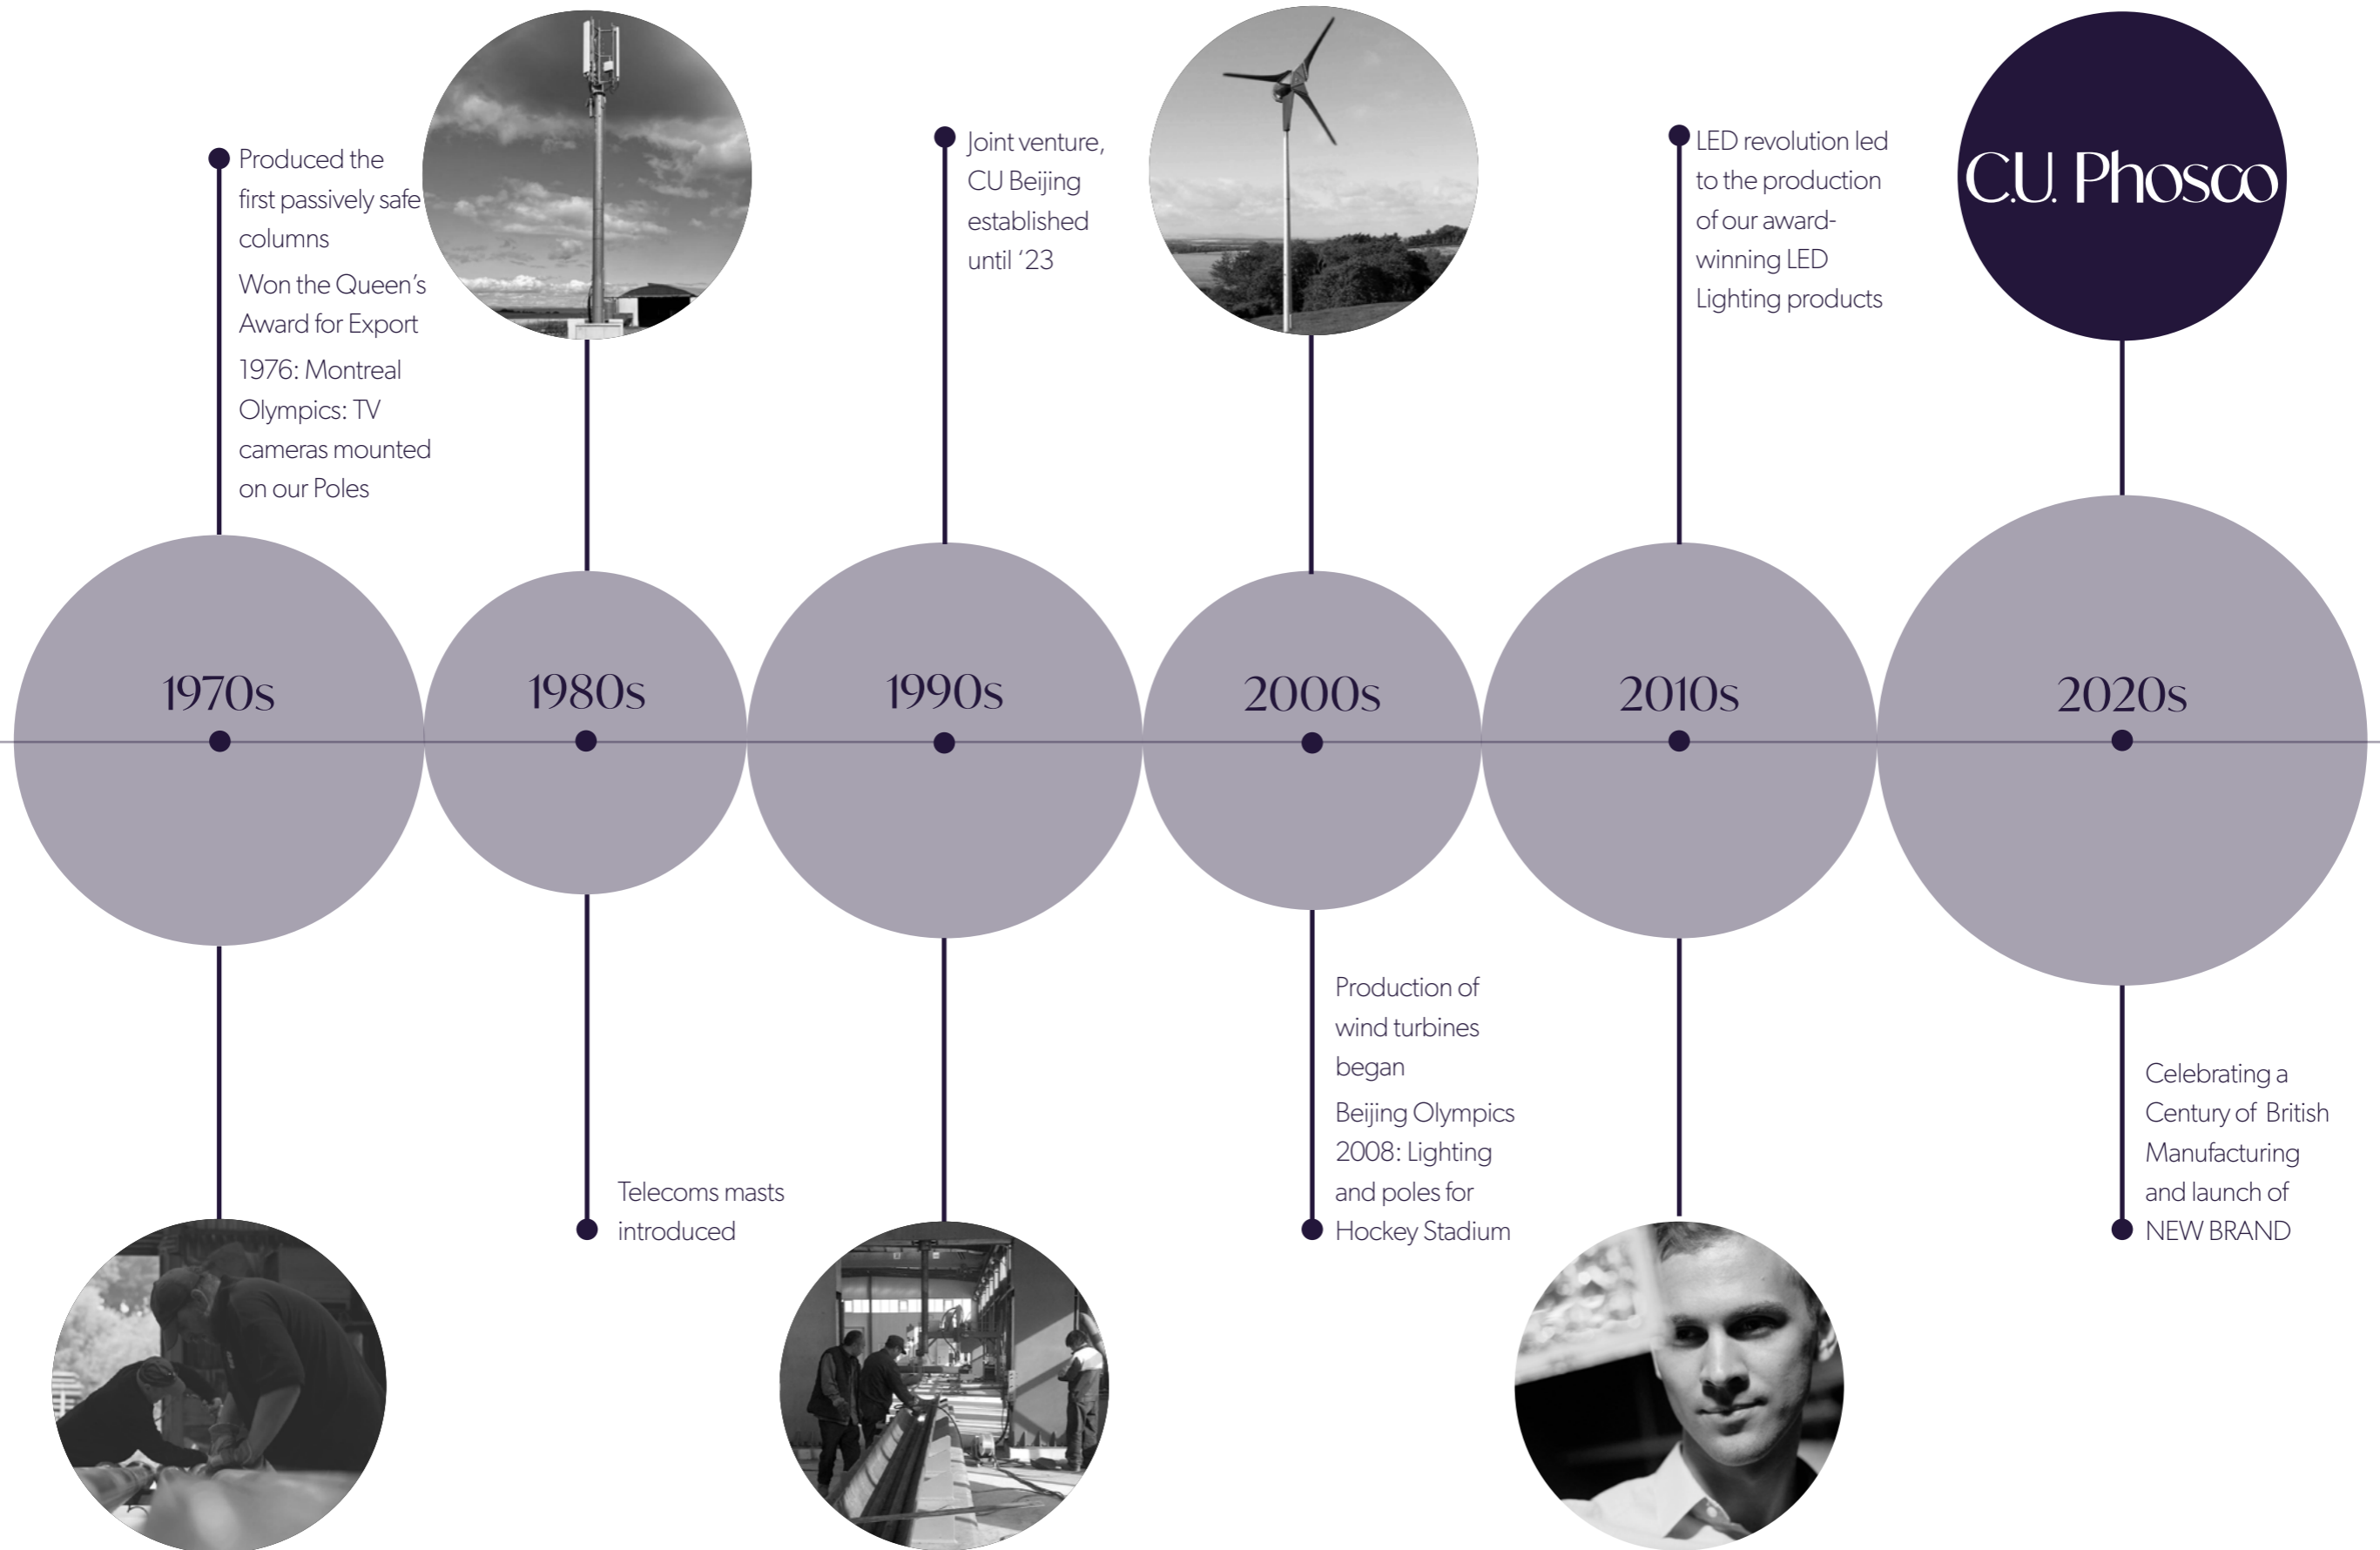 Produced the
first passively safe
columns
Won the Queen’s
Award for Export
1976: Montreal
Olympics: TV
cameras mounted
on our Poles
Joint venture,
CU Beijing
established
until ‘23
LED revolution led
to the production
of our award-
winning LED
Lighting products
C.U. Phosco
1970s
1980s
1990s
2000s
2010s
2020s
Telecoms masts
introduced
Production of
wind turbines
began
Beijing Olympics
2008: Lighting
and poles for
Hockey Stadium
Celebrating a
Century of British
Manufacturing
and launch of
NEW BRAND